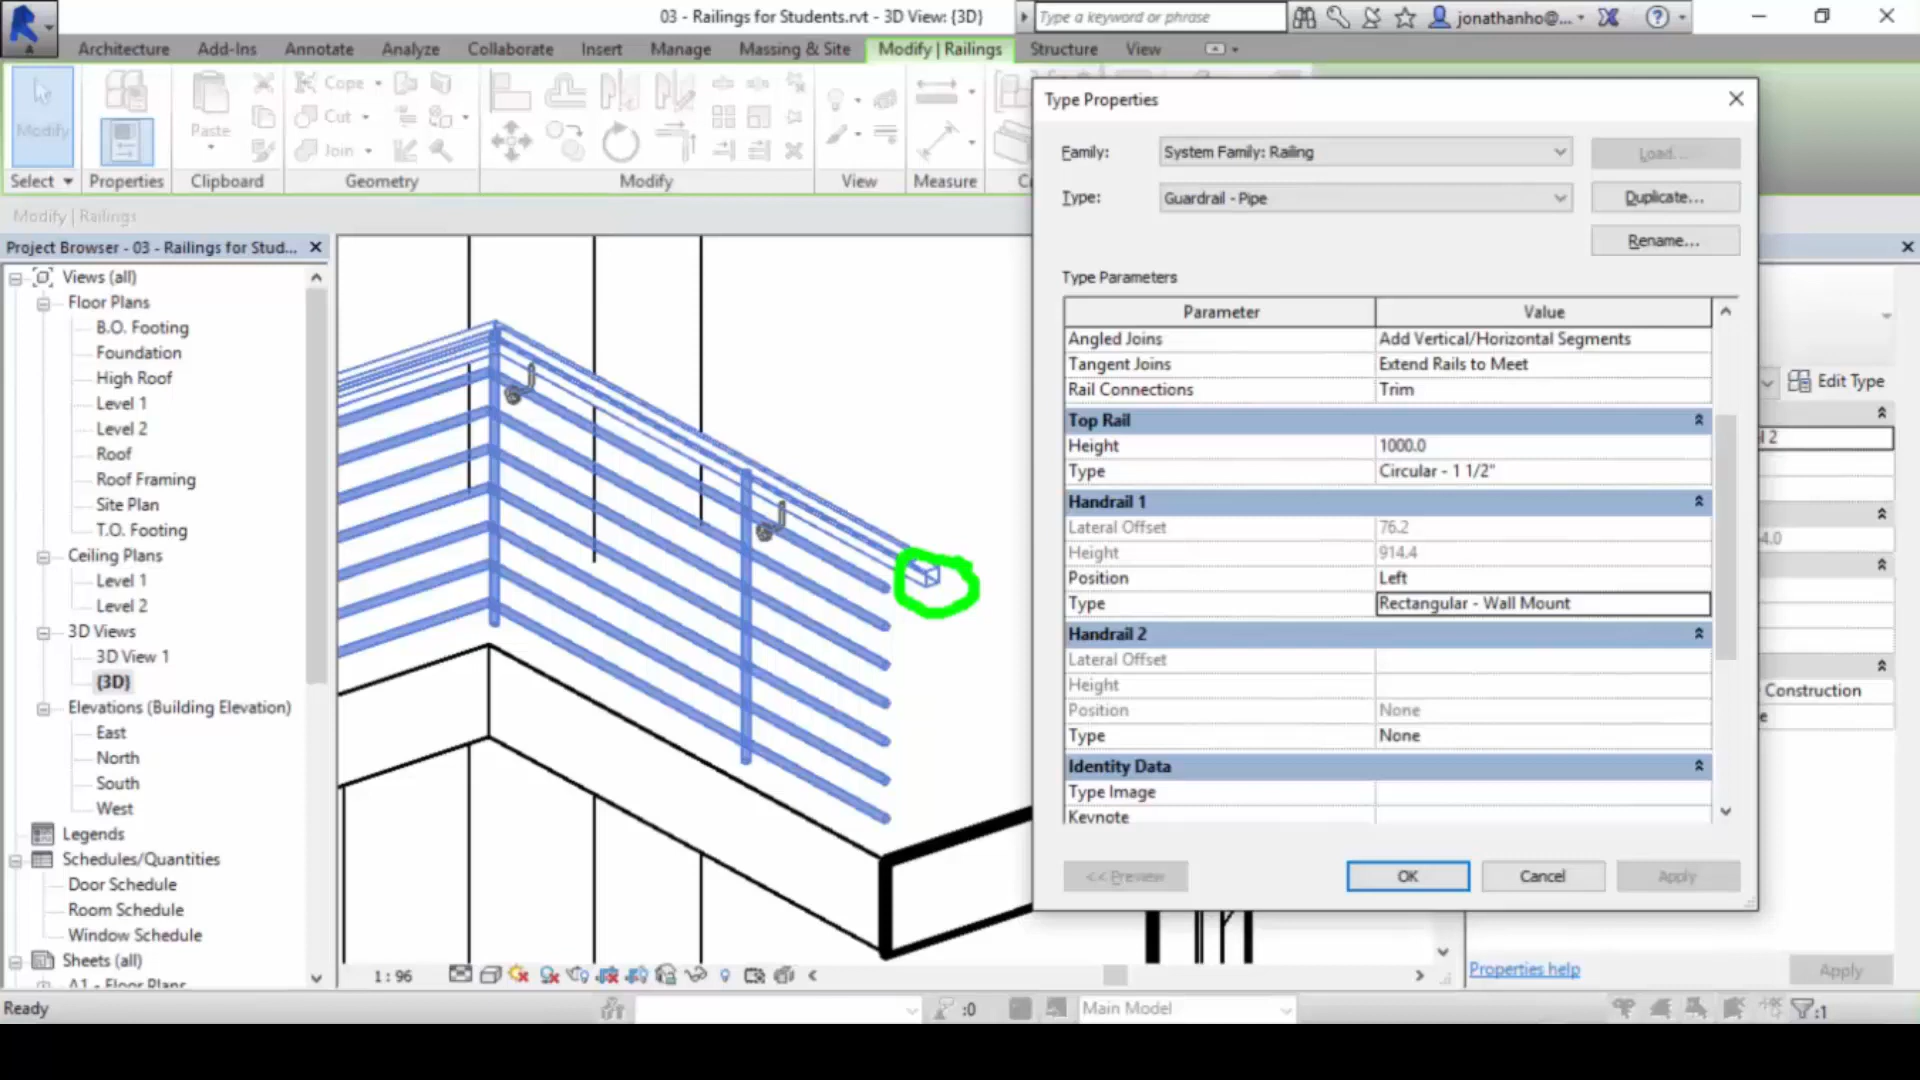 03 - Railings for Students.rvt - 3D View: {3D}
Type a keyword or phrase
jonathanho@...
Architecture Add-Ins Annotate Analyze Collaborate Insert Manage Massing & Site Modify | Railings Structure View
Modify
Paste
Cope
Cut
Join
Select Properties Clipboard Geometry Modify View Measure
Modify | Railings
Project Browser - 03 - Railings for Stud...
Views (all)
Floor Plans
B.O. Footing
Foundation
High Roof
Level 1
Level 2
Roof
Roof Framing
Site Plan
T.O. Footing
Ceiling Plans
Level 1
Level 2
3D Views
3D View 1
{3D}
Elevations (Building Elevation)
East
North
South
West
Legends
Schedules/Quantities
Door Schedule
Room Schedule
Window Schedule
Sheets (all)
A1 - Floor Plans
Type Properties
Family: System Family: Railing Load...
Type: Guardrail - Pipe Duplicate...
Rename...
Type Parameters
Parameter Value
Angled Joins Add Vertical/Horizontal Segments
Tangent Joins Extend Rails to Meet
Rail Connections Trim
Top Rail
Height 1000.0
Type Circular - 1 1/2"
Handrail 1
Lateral Offset 76.2
Height 914.4
Position Left
Type Rectangular - Wall Mount
Handrail 2
Lateral Offset
Height
Position None
Type None
Identity Data
Type Image
Keynote
<< Preview OK Cancel Apply
Edit Type
Construction
Properties help Apply
1 : 96
Ready
:0
Main Model
:1